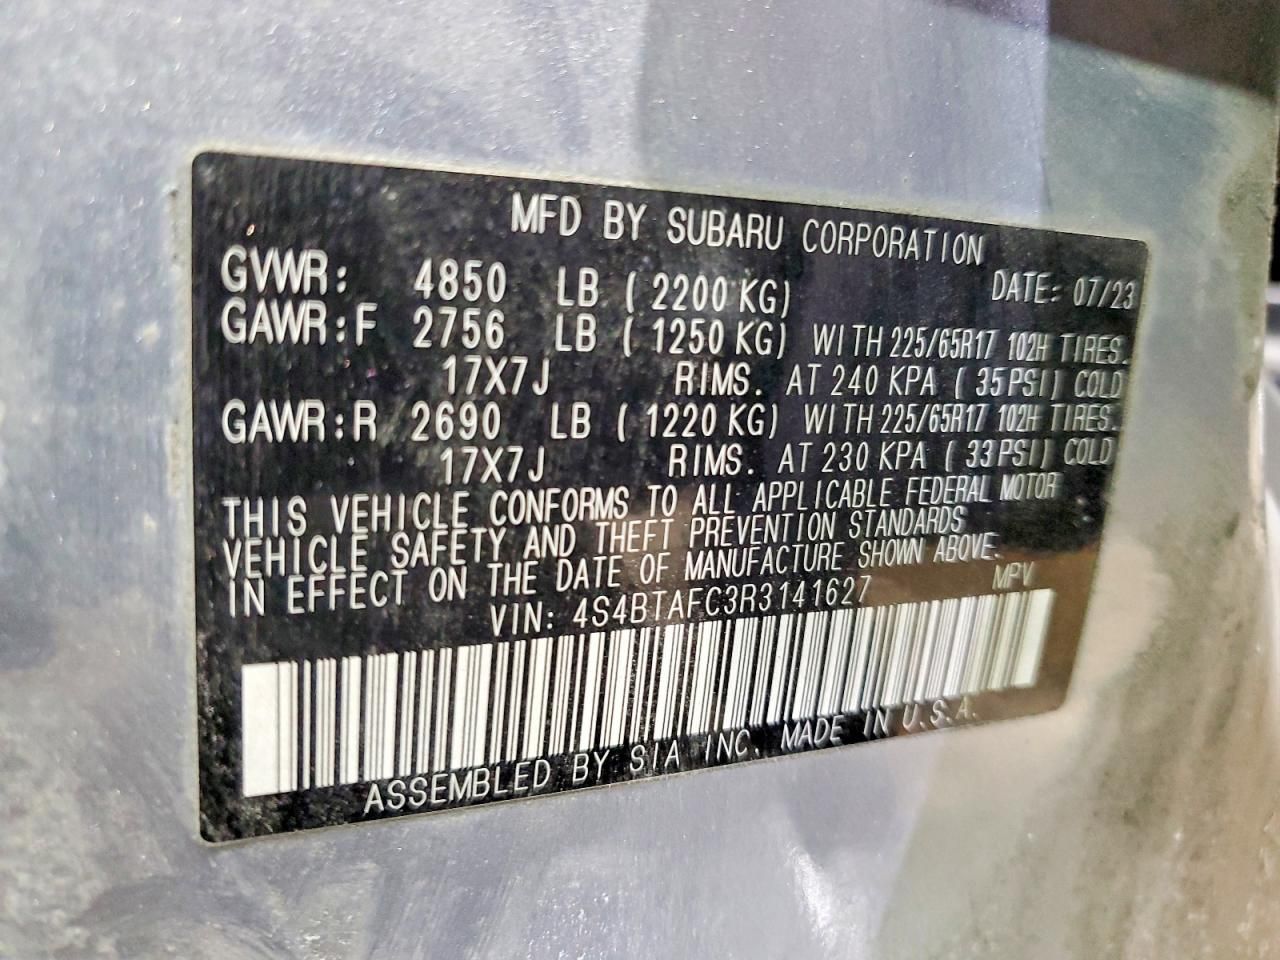 MFD BY SUBARU CORPORATION
GVWR: 4850 LB ( 2200 KG) DATE: 07/23
GAWR:F 2756 LB ( 1250 KG) WITH 225/65R17 102H TIRES.
17X7J RIMS. AT 240 KPA ( 35PSI) COLD
GAWR:R 2690 LB ( 1220 KG) WITH 225/65R17 102H TIRES.
17X7J RIMS. AT 230 KPA ( 33PSI) COLD
THIS VEHICLE CONFORMS TO ALL APPLICABLE FEDERAL MOTOR
VEHICLE SAFETY AND THEFT PREVENTION STANDARDS
IN EFFECT ON THE DATE OF MANUFACTURE SHOWN ABOVE.
VIN: 4S4BTAFC3R3141627 MPV
ASSEMBLED BY SIA INC. MADE IN U.S.A.